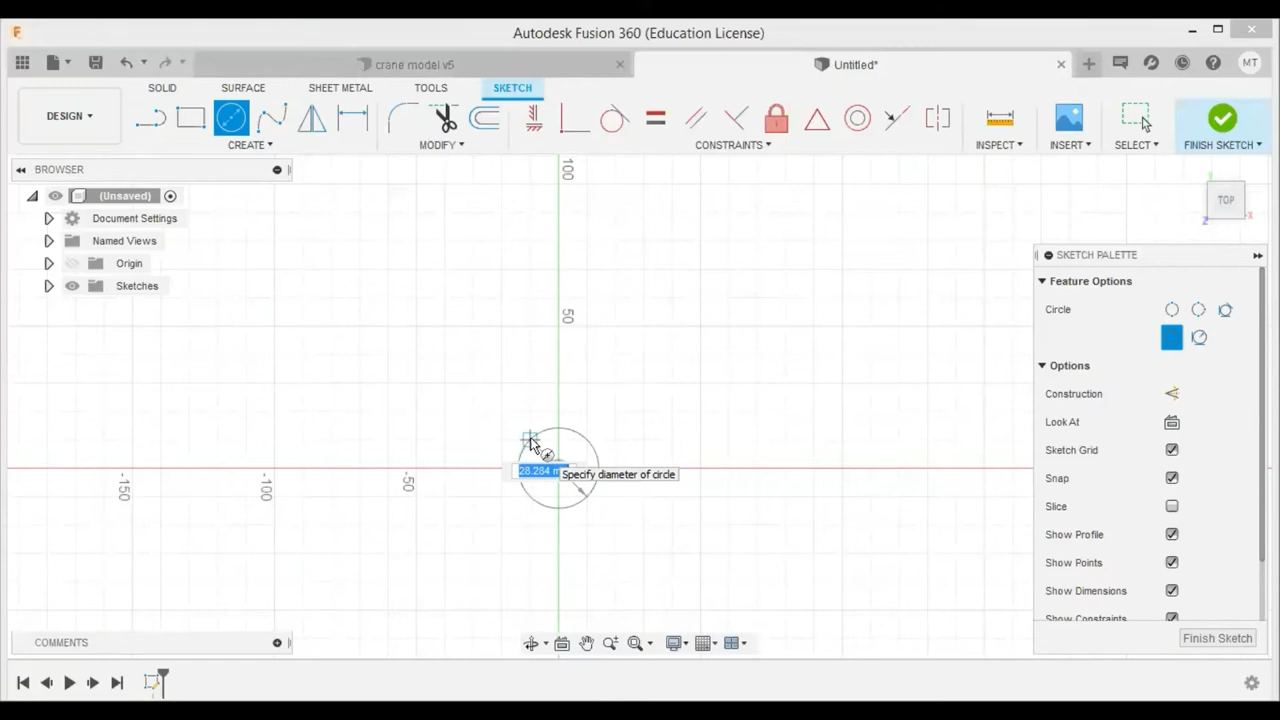 Autodesk Fusion 360 (Education License)
crane model v5
Untitled*
MT
SOLID SURFACE SHEET METAL TOOLS SKETCH
DESIGN
CREATE MODIFY CONSTRAINTS INSPECT INSERT SELECT FINISH SKETCH
BROWSER
(Unsaved)
Document Settings
Named Views
Origin
Sketches
100
50
-150
-100
-50
TOP
X
Y
Z
28.284 m
Specify diameter of circle
SKETCH PALETTE
Feature Options
Circle
Options
Construction
Look At
Sketch Grid
Snap
Slice
Show Profile
Show Points
Show Dimensions
Show Constraints
Finish Sketch
COMMENTS